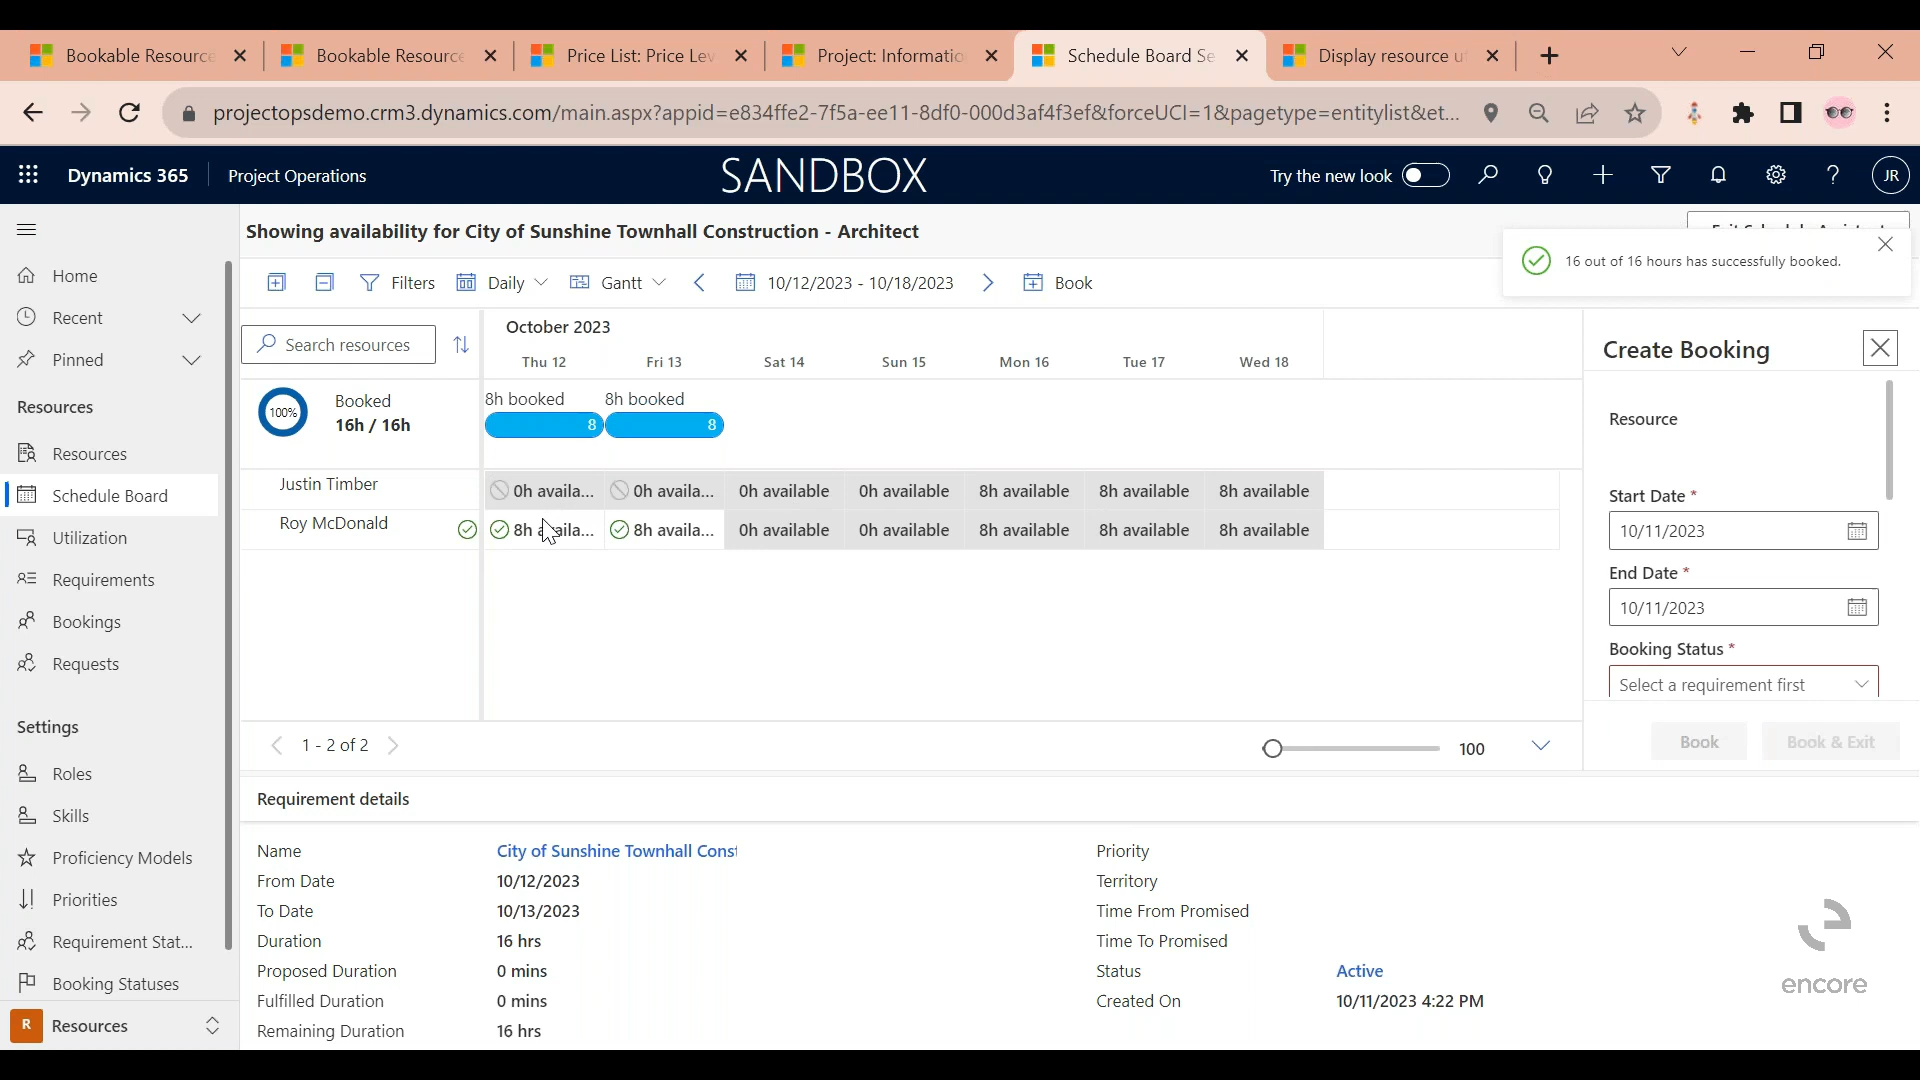 Bookable Resource
Bookable Resource
Price List: Price Lev
Project: Informatio
Schedule Board Se
Display resource u
projectopsdemo.crm3.dynamics.com/main.aspx?appid=e834ffe2-7f5a-ee11-8df0-000d3af4f3ef&forceUCI=1&pagetype=entitylist&et...
Dynamics 365
Project Operations
SANDBOX
Try the new look
JR
Showing availability for City of Sunshine Townhall Construction - Architect
16 out of 16 hours has successfully booked.
Filters
Daily
Gantt
10/12/2023 - 10/18/2023
Book
Home
Recent
Pinned
Resources
Resources
Schedule Board
Utilization
Requirements
Bookings
Requests
Settings
Roles
Skills
Proficiency Models
Priorities
Requirement Stat...
Booking Statuses
R Resources
Search resources
October 2023
Thu 12 Fri 13 Sat 14 Sun 15 Mon 16 Tue 17 Wed 18
100%
Booked
16h / 16h
8h booked 8h booked
8 8
Justin Timber 0h availa... 0h availa... 0h available 0h available 8h available 8h available 8h available
Roy McDonald 8h availa... 8h availa... 0h available 0h available 8h available 8h available 8h available
1 - 2 of 2
100
Create Booking
Resource
Start Date *
10/11/2023
End Date *
10/11/2023
Booking Status *
Select a requirement first
Book Book & Exit
Requirement details
Name City of Sunshine Townhall Const
From Date 10/12/2023
To Date 10/13/2023
Duration 16 hrs
Proposed Duration 0 mins
Fulfilled Duration 0 mins
Remaining Duration 16 hrs
Priority
Territory
Time From Promised
Time To Promised
Status Active
Created On 10/11/2023 4:22 PM
encore